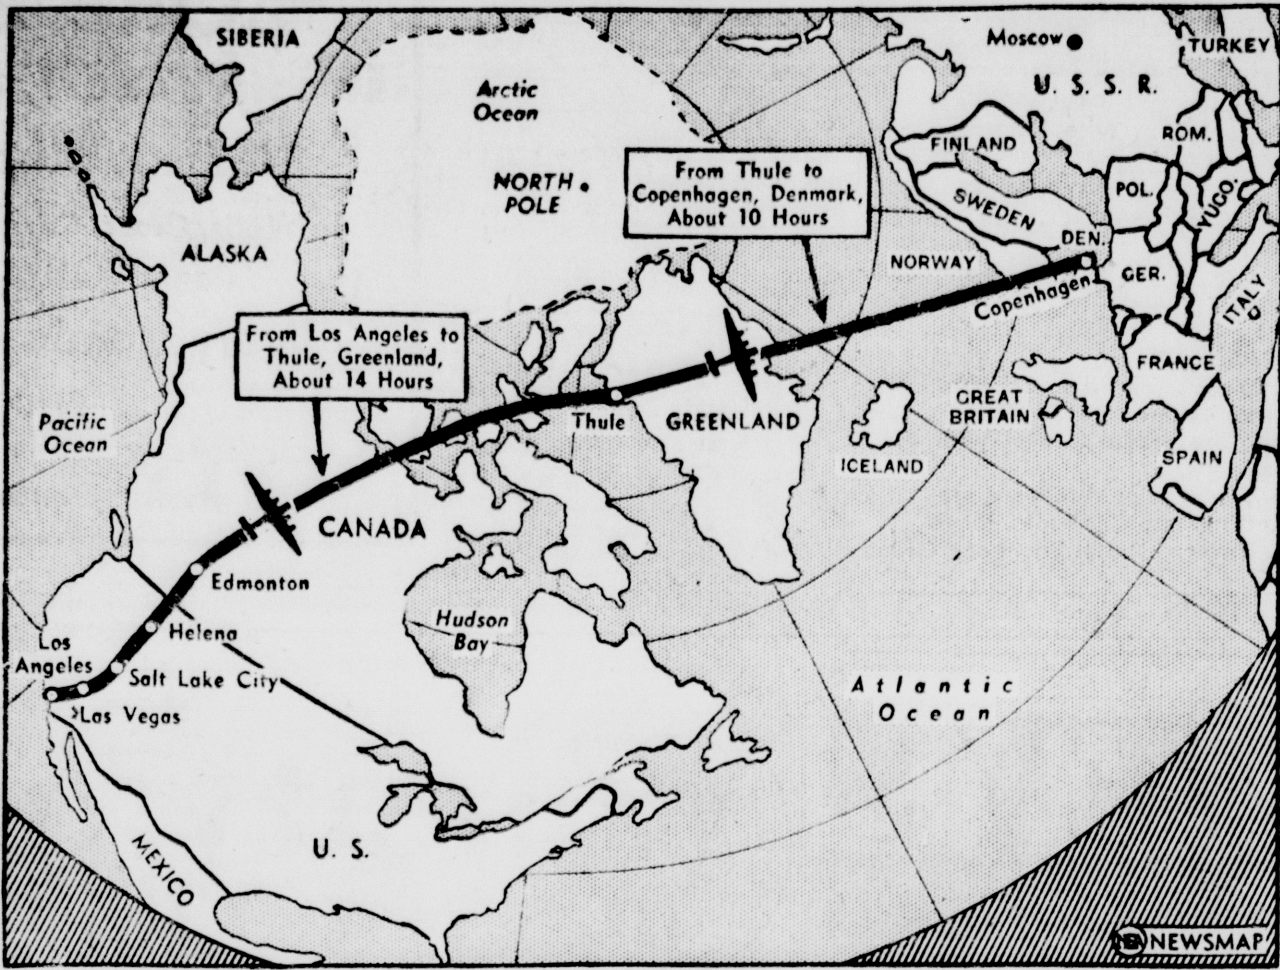 SIBERIA
Arctic
Ocean
NORTH
POLE
Moscow
U. S. S. R.
TURKEY
ROM.
FINLAND
POL.
YUGO.
SWEDEN
DEN.
NORWAY
GER.
ITALY
Copenhagen
From Thule to
Copenhagen, Denmark,
About 10 Hours
ALASKA
From Los Angeles to
Thule, Greenland,
About 14 Hours
FRANCE
GREAT
BRITAIN
SPAIN
Pacific
Ocean
Thule
GREENLAND
ICELAND
CANADA
Edmonton
Hudson
Bay
Helena
Los
Angeles
Salt Lake City
Las Vegas
Atlantic
Ocean
U. S.
MEXICO
NEWSMAP